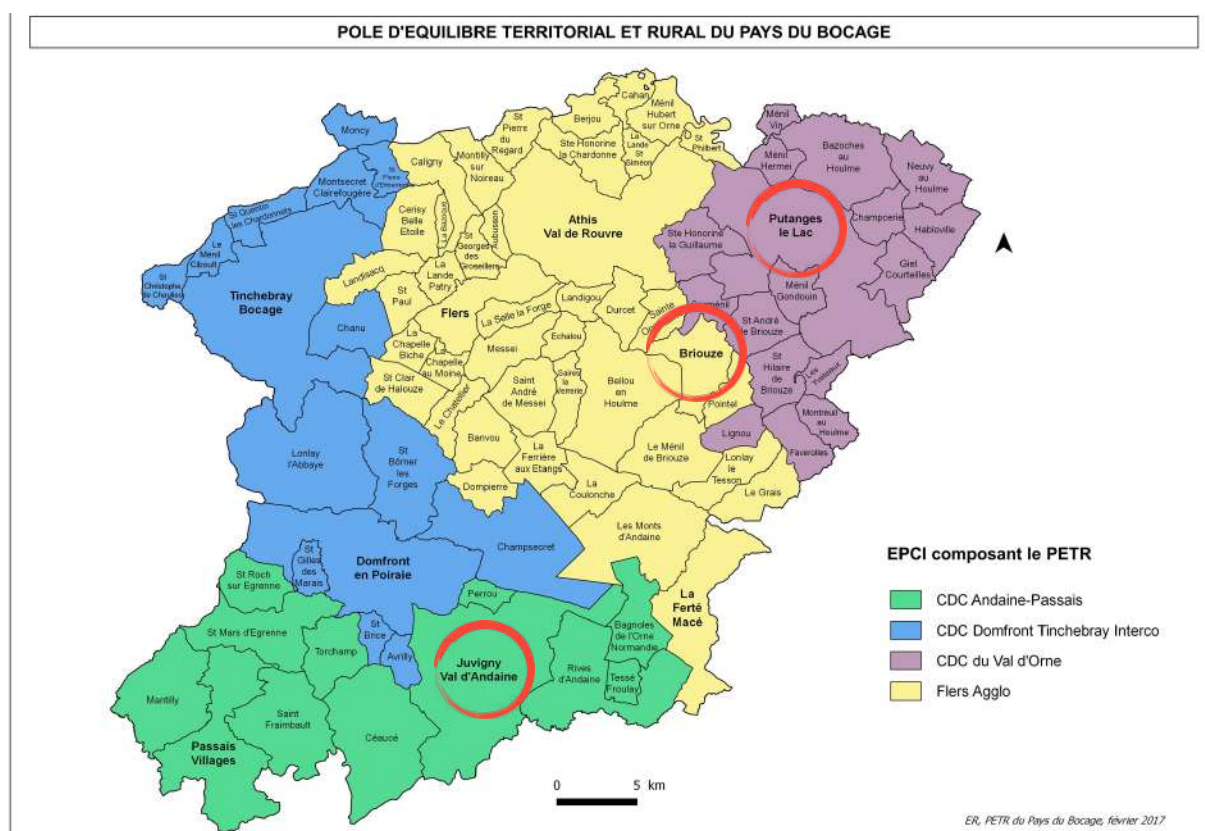 POLE D'EQUILIBRE TERRITORIAL ET RURAL DU PAYS DU BOCAGE
Cahan
Ménil
Hubert
sur Orne
Berjou
St
Pierre
du
Regard
Ste Honorine
la Chardonne
La
Lande
St
Siméon
St
Philbert
Ménil
Vin
Bazoches
au
Houlme
Neuvy
au
Houlme
Ménil
Hermei
Moncy
Caligny
Montilly
sur
Noireau
Montsecret
Clairefougère
St
Pierre
d'Entremont
Cerisy
Belle
Etoile
La Bazoque
Aubusson
St
Georges
des
Groseillers
Athis
Val de Rouvre
Putanges
le Lac
Champcerie
Habloville
Giel
Courteilles
Ste Honorine
la Guillaume
St Quentin
les Chardonnets
Le
Ménil
Ciboult
St
Christophe
de Chaulieu
Tinchebray
Bocage
Landisacq
La
Lande
Patry
St
Paul
Flers
La Selle la Forge
Landigou
Durcet
Sainte
Ménil
Gondouin
St André
de Briouze
Chanu
La
Chapelle
Biche
La
Chapelle
au Moine
Messei
Echalou
Briouze
St
Hilaire
de
Briouze
Les
St Clair
de Halouze
Le Chatellier
Saint
André
de Messei
Saires
la
Verrerie
Bellou
en
Houlme
Pointel
Montreuil
au
Houlme
Lignou
Faverolles
Banvou
La
Ferrière
aux Etangs
Le Ménil
de Briouze
Lonlay
le
Tesson
Le Grais
Lonlay
l'Abbaye
St
Bômer
les
Forges
Dompierre
La
Coulonche
Les Monts
d'Andaine
Champsecret
St
Gilles
des
Marais
Domfront
en Poiraie
La
Ferté
Macé
St Roch
sur Egrenne
Perrou
St Mars d'Egrenne
St
Brice
Avrilly
Torchamp
Bagnoles
de l'Orne
Normandie
Juvigny
Val d'Andaine
Rives
d'Andaine
Tessé
Froulay
Mantilly
Saint
Fraimbault
Céaucé
Passais
Villages
EPCI composant le PETR
CDC Andaine-Passais
CDC Domfront Tinchebray Interco
CDC du Val d'Orne
Flers Agglo
0 5 km
ER, PETR du Pays du Bocage, février 2017